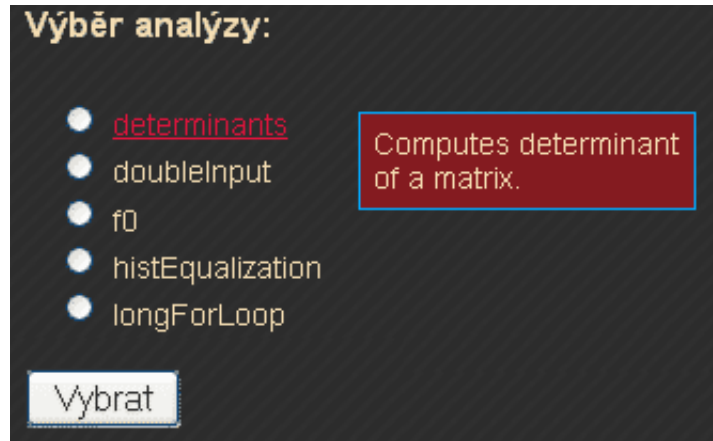 Výběr analýzy:
determinants
Computes determinant
of a matrix.
doubleInput
f0
histEqualization
longForLoop
Vybrat